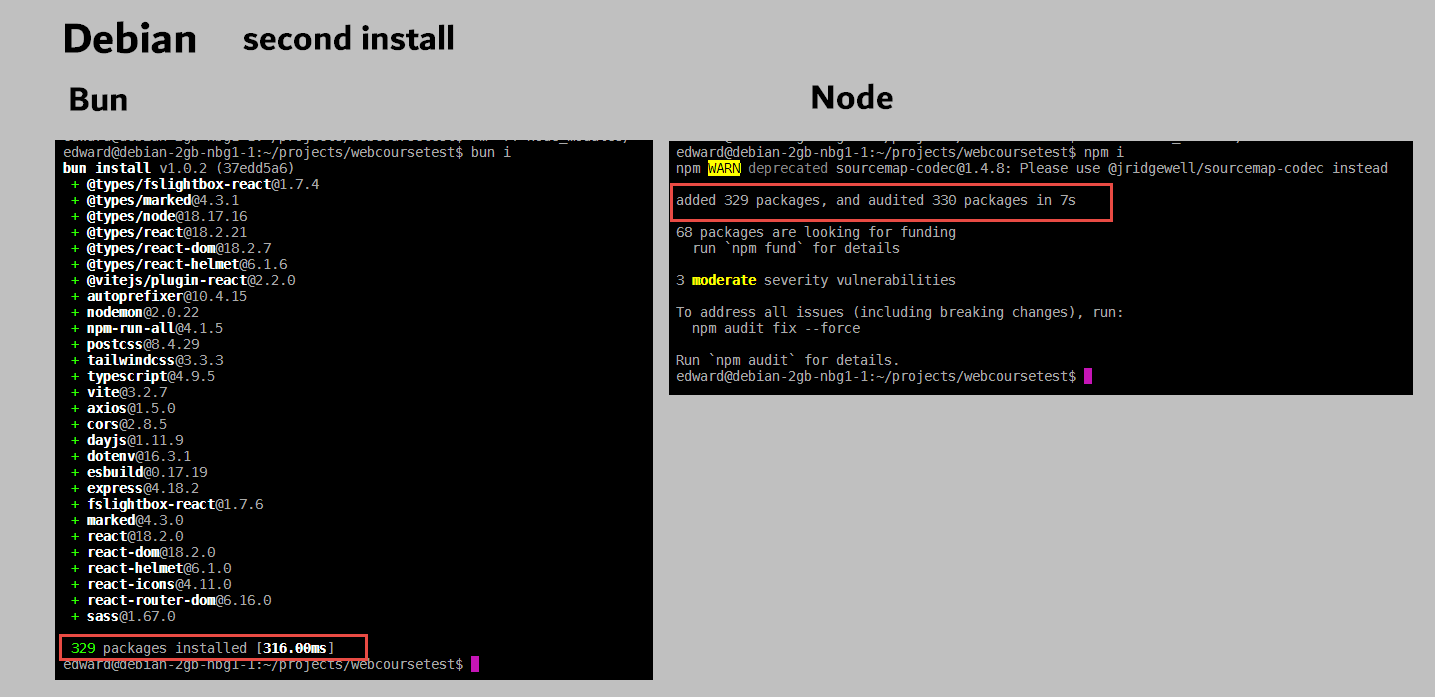 Debian second install
Bun
Node
edward@debian-2gb-nbg1-1:~/projects/webcoursetest$ bun i
bun install v1.0.2 (37edd5a6)
+ @types/fslightbox-react@1.7.4
+ @types/marked@4.3.1
+ @types/node@18.17.16
+ @types/react@18.2.21
+ @types/react-dom@18.2.7
+ @types/react-helmet@6.1.6
+ @vitejs/plugin-react@2.2.0
+ autoprefixer@10.4.15
+ nodemon@2.0.22
+ npm-run-all@4.1.5
+ postcss@8.4.29
+ tailwindcss@3.3.3
+ typescript@4.9.5
+ vite@3.2.7
+ axios@1.5.0
+ cors@2.8.5
+ dayjs@1.11.9
+ dotenv@16.3.1
+ esbuild@0.17.19
+ express@4.18.2
+ fslightbox-react@1.7.6
+ marked@4.3.0
+ react@18.2.0
+ react-dom@18.2.0
+ react-helmet@6.1.0
+ react-icons@4.11.0
+ react-router-dom@6.16.0
+ sass@1.67.0
329 packages installed [316.00ms]
edward@debian-2gb-nbg1-1:~/projects/webcoursetest$
edward@debian-2gb-nbg1-1:~/projects/webcoursetest$ npm i
npm WARN deprecated sourcemap-codec@1.4.8: Please use @jridgewell/sourcemap-codec instead
added 329 packages, and audited 330 packages in 7s
68 packages are looking for funding
run `npm fund` for details
3 moderate severity vulnerabilities
To address all issues (including breaking changes), run:
npm audit fix --force
Run `npm audit` for details.
edward@debian-2gb-nbg1-1:~/projects/webcoursetest$